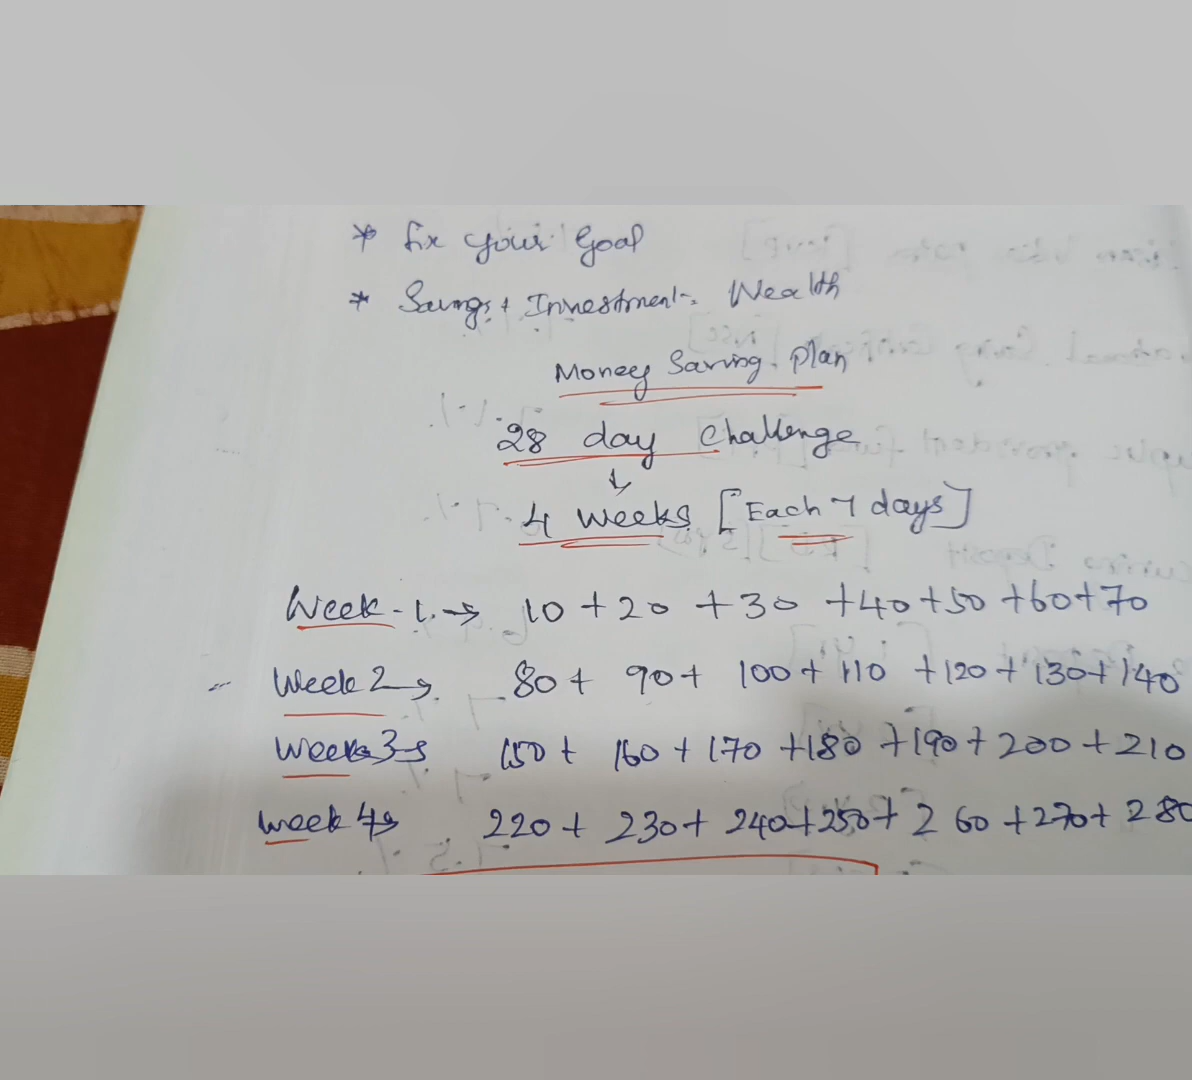 * fix your Goal
* Savings + Investment = Wealth
Money Saving Plan
28 day Challenge
↓
4 weeks [Each 7 days]
Week-1 → 10 + 20 + 30 + 40 + 50 + 60 + 70
Week 2 → 80 + 90 + 100 + 110 + 120 + 130 + 140
Week 3 → 150 + 160 + 170 + 180 + 190 + 200 + 210
Week 4 → 220 + 230 + 240 + 250 + 260 + 270 + 280